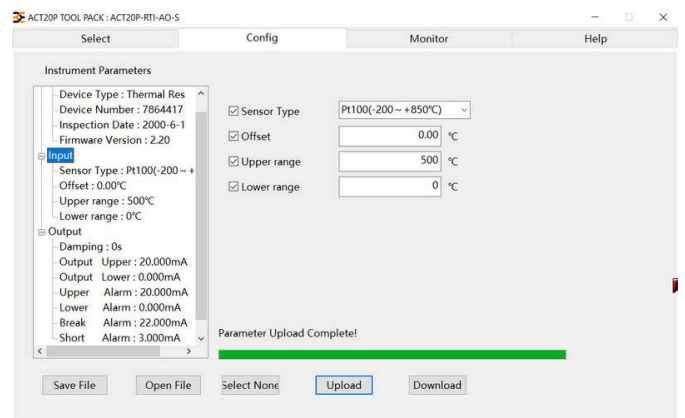 ACT20P TOOL PACK : ACT20P-RTI-AO-S
Select Config Monitor Help
Instrument Parameters
Device Type : Thermal Res
Device Number : 7864417
Inspection Date : 2000-6-1
Firmware Version : 2.20
Input
Sensor Type : Pt100(-200 ~ +
Offset : 0.00℃
Upper range : 500℃
Lower range : 0℃
Output
Damping : 0s
Output Upper : 20.000mA
Output Lower : 0.000mA
Upper Alarm : 20.000mA
Lower Alarm : 0.000mA
Break Alarm : 22.000mA
Short Alarm : 3.000mA
Sensor Type Pt100(-200 ~ +850℃)
Offset 0.00 ℃
Upper range 500 ℃
Lower range 0 ℃
Parameter Upload Complete!
Save File Open File Select None Upload Download